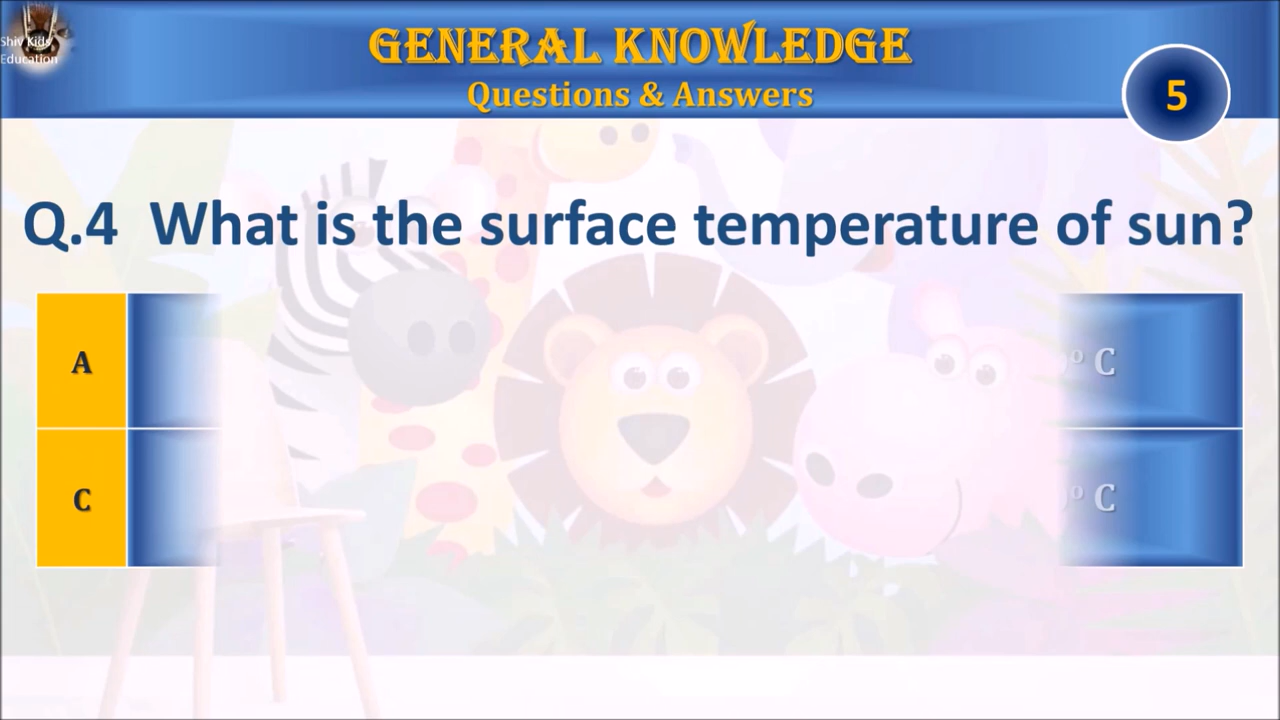 Shiv Kids
Education
GENERAL KNOWLEDGE
Questions & Answers
5
Q.4 What is the surface temperature of sun?
A
º C
C
º C